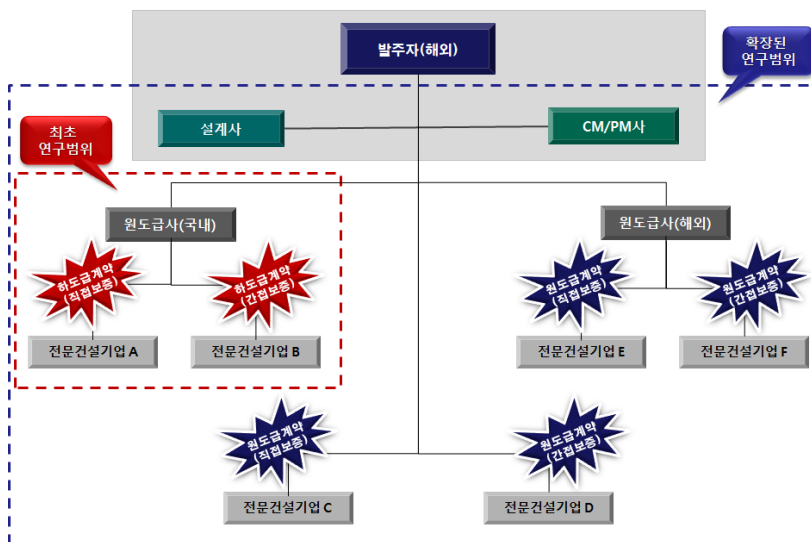 발주자(해외)
확장된
연구범위
설계사
CM/PM사
최초
연구범위
원도급사(국내)
원도급사(해외)
하도급계약
(직접보증)
하도급계약
(간접보증)
원도급계약
(직접보증)
원도급계약
(간접보증)
전문건설기업 A
전문건설기업 B
전문건설기업 E
전문건설기업 F
원도급계약
(직접보증)
원도급계약
(간접보증)
전문건설기업 C
전문건설기업 D